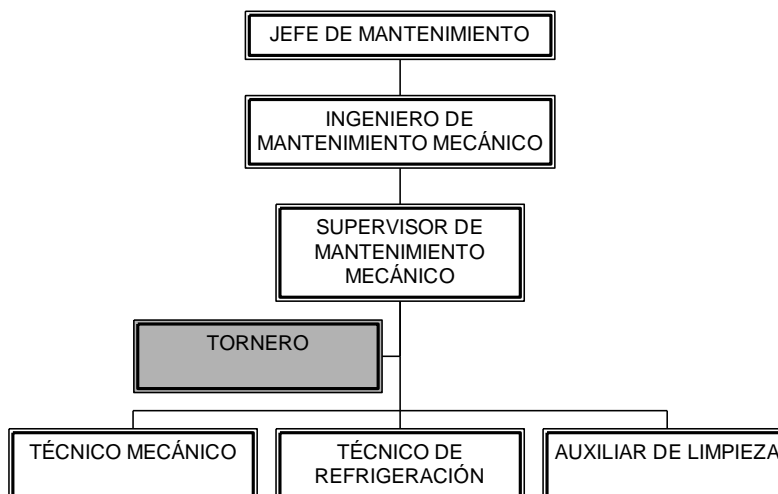 JEFE DE MANTENIMIENTO
INGENIERO DE
MANTENIMIENTO MECÁNICO
SUPERVISOR DE
MANTENIMIENTO
MECÁNICO
TORNERO
TÉCNICO MECÁNICO
TÉCNICO DE
REFRIGERACIÓN
AUXILIAR DE LIMPIEZA